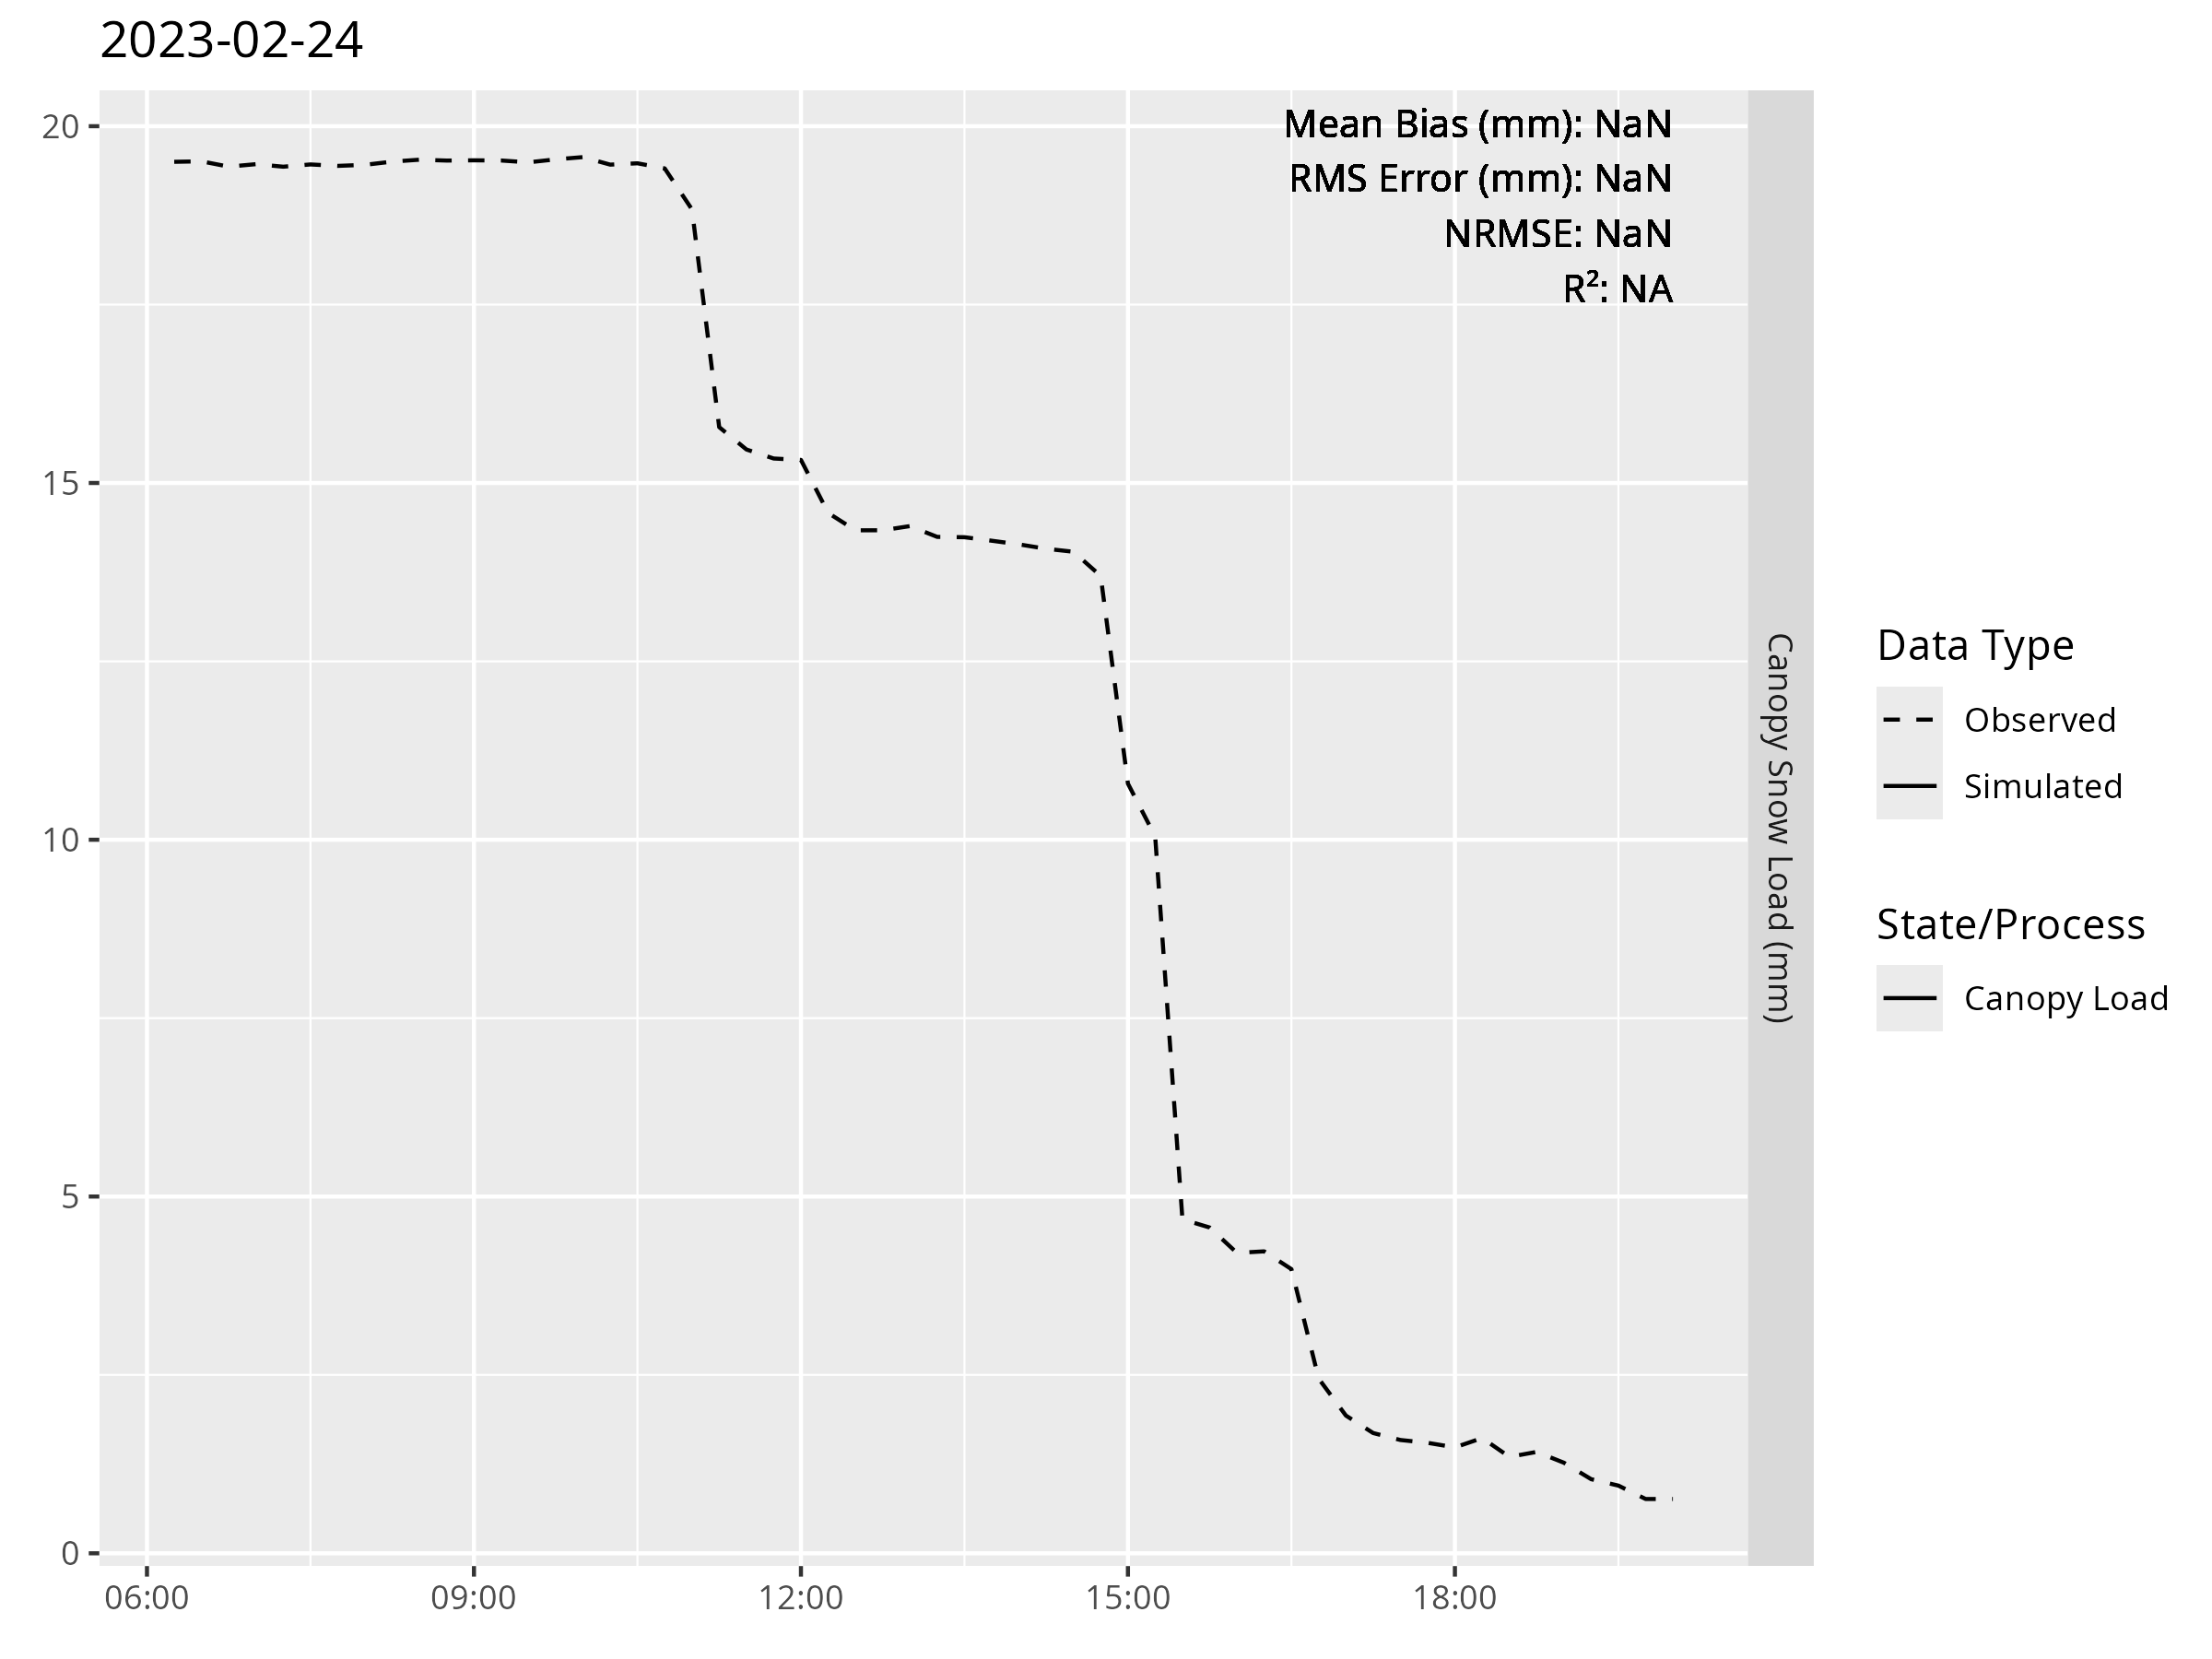 2023-02-24
Mean Bias (mm): NaN
RMS Error (mm): NaN
NRMSE: NaN
R²: NA
20
15
10
5
0
06:00
09:00
12:00
15:00
18:00
Canopy Snow Load (mm)
Data Type
Observed
Simulated
State/Process
Canopy Load